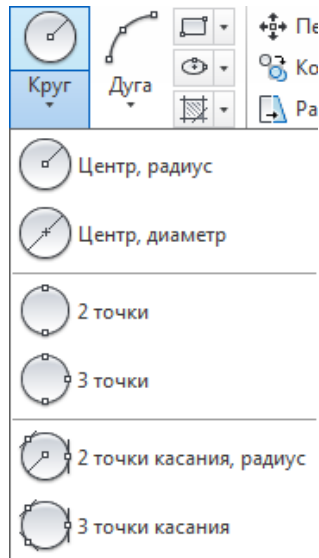 Пе
Ко
Круг
Дуга
Ра
Центр, радиус
Центр, диаметр
2 точки
3 точки
2 точки касания, радиус
3 точки касания